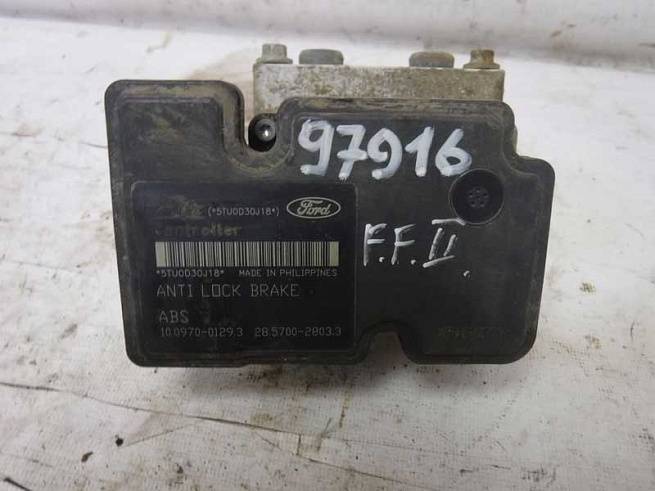 97916
(*5TU0D30J18*) Ford
Controller
*5TU0D30J18* MADE IN PHILIPPINES
F.F.II.
ANTI LOCK BRAKE
ABS
10.0970-0129.3 28.5700-2803.3